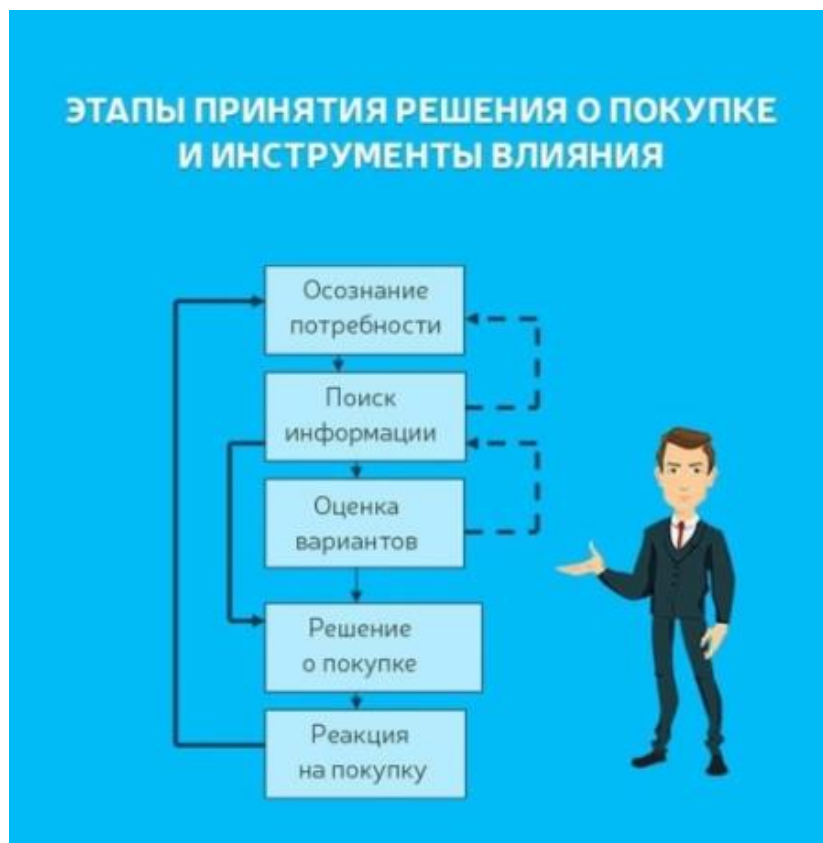 ЭТАПЫ ПРИНЯТИЯ РЕШЕНИЯ О ПОКУПКЕ
И ИНСТРУМЕНТЫ ВЛИЯНИЯ
Осознание
потребности
Поиск
информации
Оценка
вариантов
Решение
о покупке
Реакция
на покупку